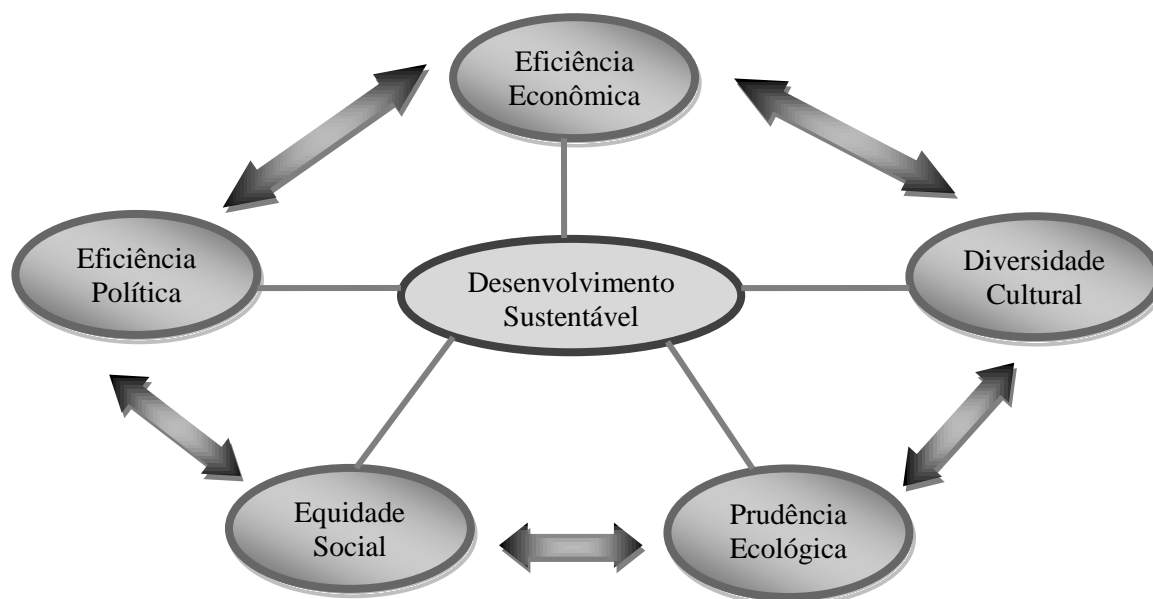 Eficiência
Econômica
Eficiência
Política
Desenvolvimento
Sustentável
Diversidade
Cultural
Equidade
Social
Prudência
Ecológica